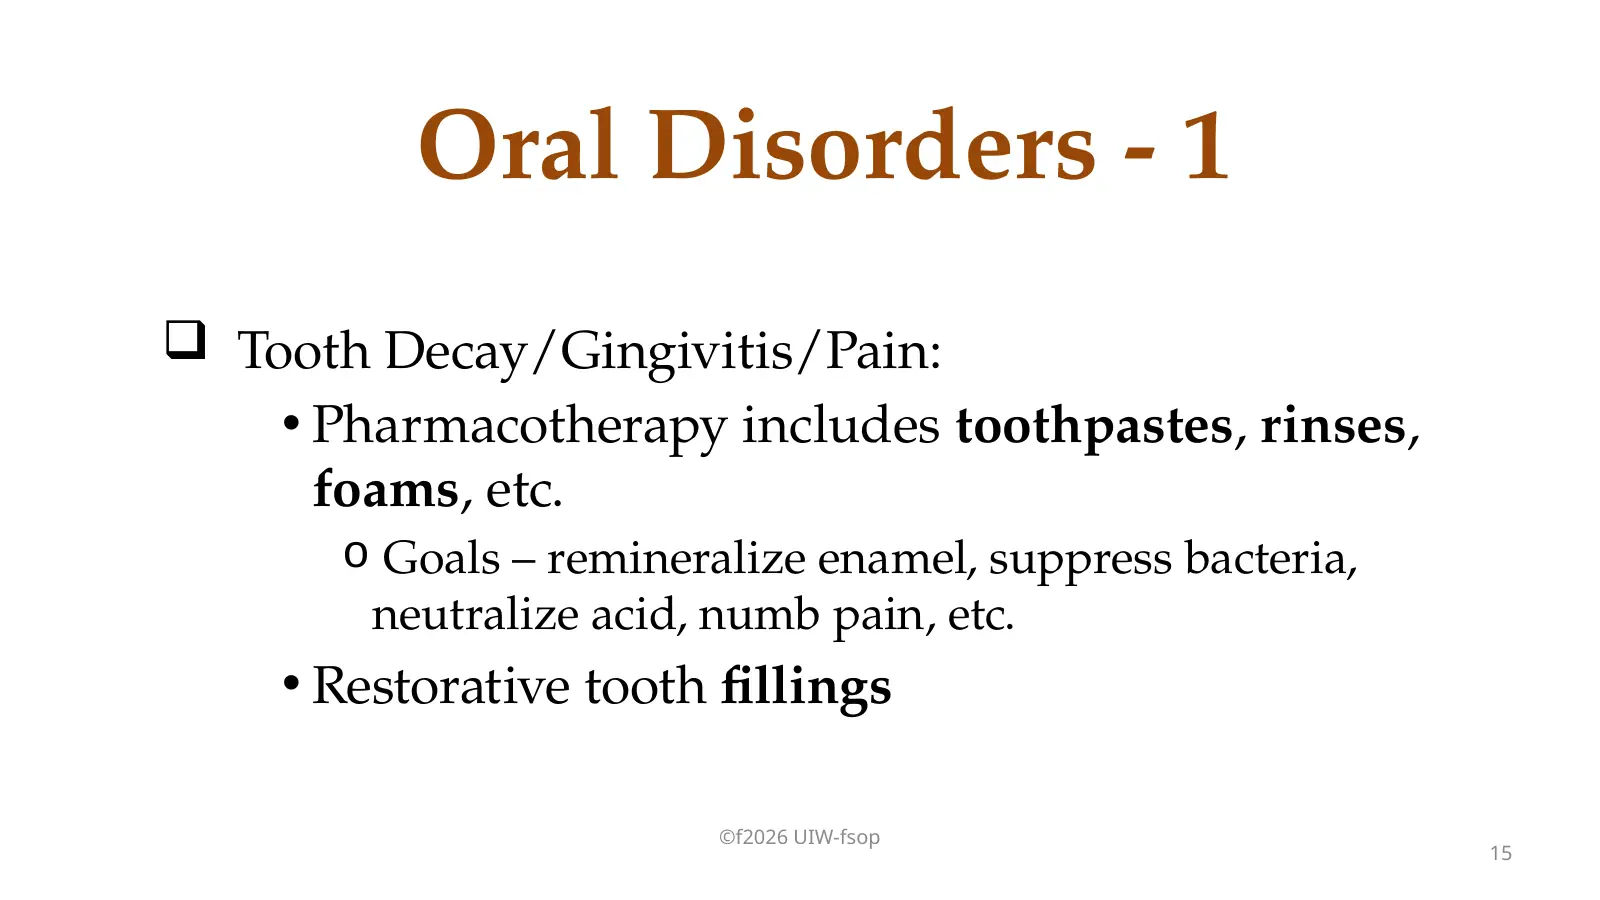 Oral Disorders - 1
❑ Tooth Decay/Gingivitis/Pain:
• Pharmacotherapy includes toothpastes, rinses,
foams, etc.
o Goals – remineralize enamel, suppress bacteria,
neutralize acid, numb pain, etc.
• Restorative tooth fillings
©f2026 UIW-fsop
15